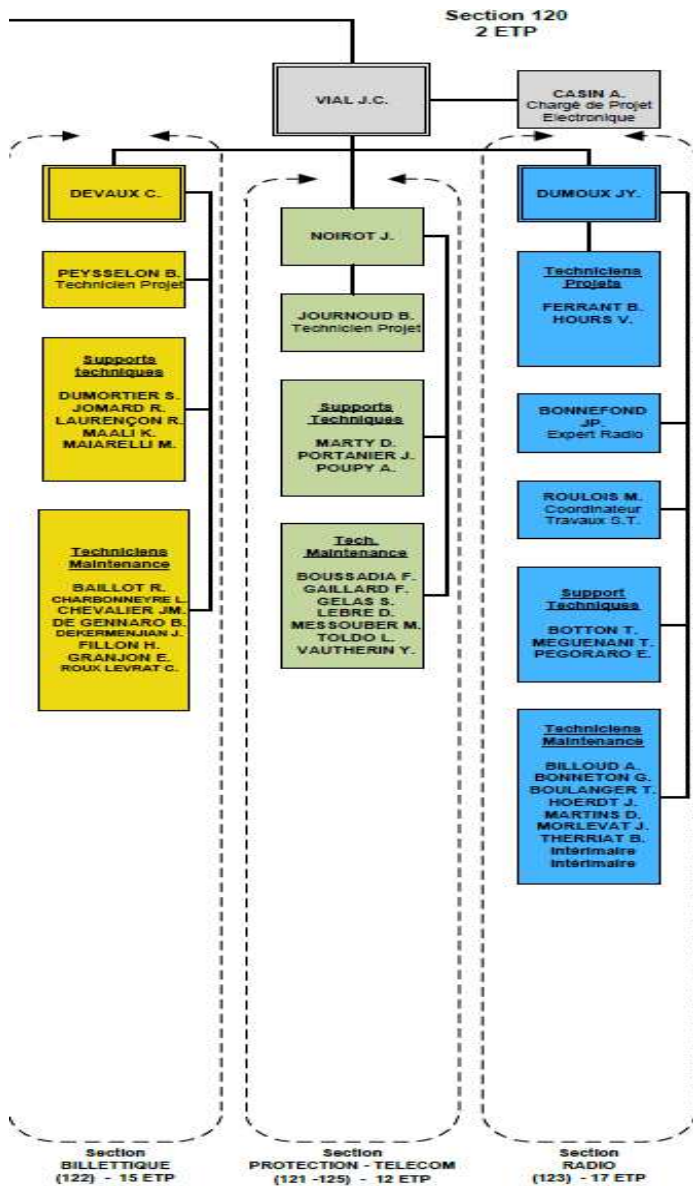 Section 120
2 ETP
VIAL J.C.
CASIN A.
Chargé de Projet
Electronique
DEVAUX C.
PEYSSELON B.
Technicien Projet
Supports
techniques
DUMORTIER S.
JOMARD R.
LAURENÇON R.
MAALI K.
MAIARELLI M.
Techniciens
Maintenance
BAILLOT R.
CHARBONNEYRE L.
CHEVALIER JM.
DE GENNARO B.
DEKERMENJIAN J.
FILLON H.
GRANJON E.
ROUX LEVRAT C.
NOIROT J.
JOURNOUD B.
Technicien Projet
Supports
Techniques
MARTY D.
PORTANIER J.
POUPY A.
Tech.
Maintenance
BOUSSADIA F.
GAILLARD F.
GELAS S.
LEBRE D.
MESSOUBER M.
TOLDO L.
VAUTHERIN Y.
DUMOUX JY.
Techniciens
Projets
FERRANT B.
HOURS V.
BONNEFOND
JP.
Expert Radio
ROULOIS M.
Coordinateur
Travaux S.T.
Support
Techniques
BOTTON T.
MEGUENANI T.
PEGORARO E.
Techniciens
Maintenance
BILLOUD A.
BONNETON G.
BOULANGER T.
HOERDT J.
MARTINS D.
MORLEVAT J.
THERRIAT B.
Intérimaire
Intérimaire
Section
BILLETTIQUE
(122) - 15 ETP
Section
PROTECTION - TELECOM
(121 -125) - 12 ETP
Section
RADIO
(123) - 17 ETP